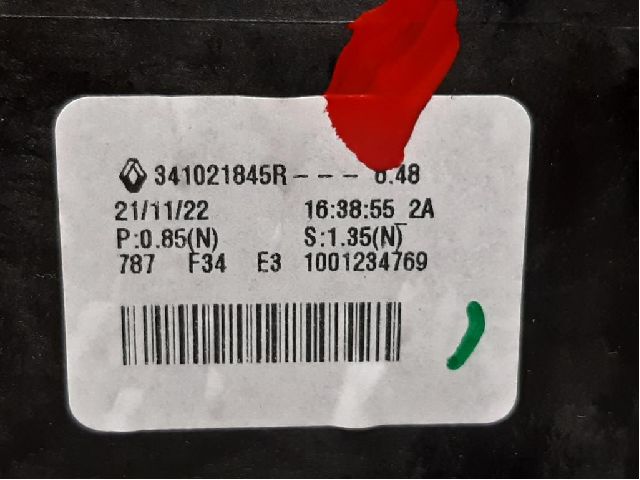 341021845R - - - 0.48
21/11/22 16:38:55_2A
P:0.85(N) S:1.35(N)
787 F34 E3 1001234769